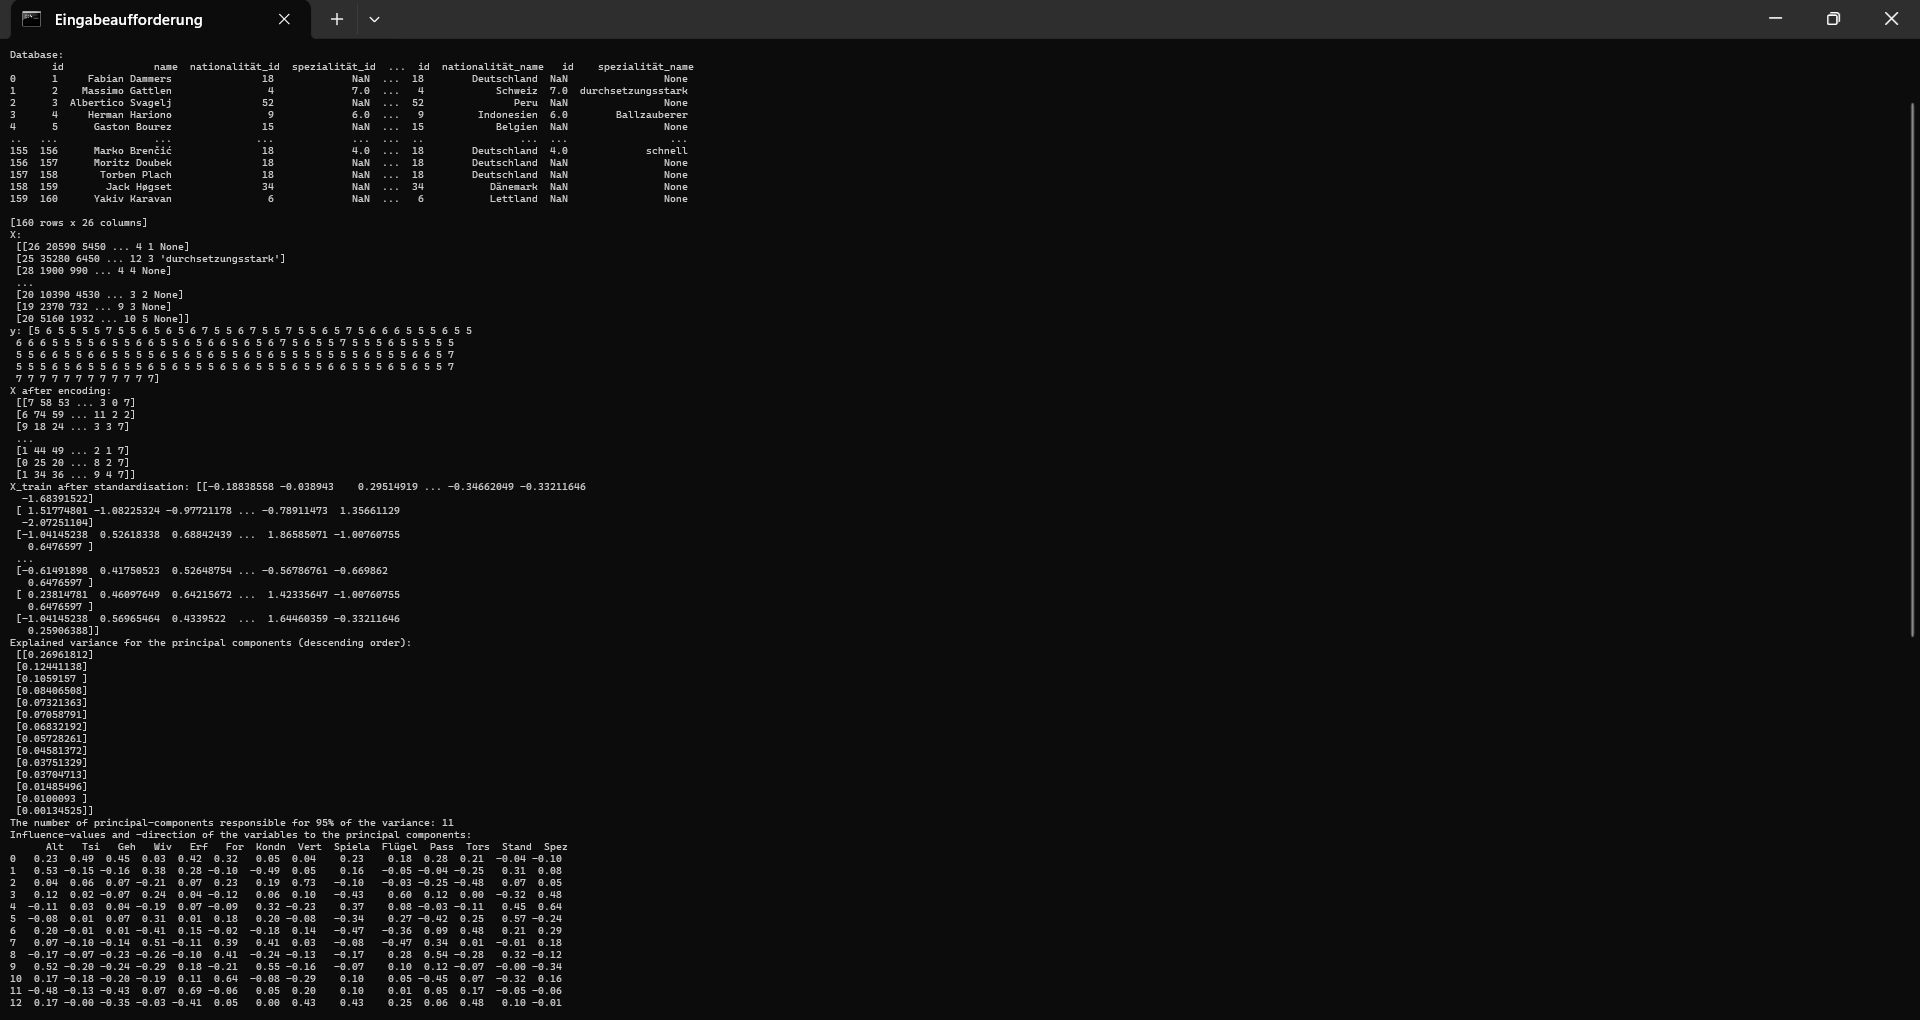 Eingabeaufforderung
Database:
id name nationalität_id spezialität_id ... id nationalität_name id spezialität_name
0 1 Fabian Dammers 18 NaN ... 18 Deutschland NaN None
1 2 Massimo Gattlen 4 7.0 ... 4 Schweiz 7.0 durchsetzungsstark
2 3 Albertico Svagelj 52 NaN ... 52 Peru NaN None
3 4 Herman Hariono 9 6.0 ... 9 Indonesien 6.0 Ballzauberer
4 5 Gaston Bourez 15 NaN ... 15 Belgien NaN None
.. ... ... ... ... ... .. ... ... ...
155 156 Marko Brenčić 18 4.0 ... 18 Deutschland 4.0 schnell
156 157 Moritz Doubek 18 NaN ... 18 Deutschland NaN None
157 158 Torben Plach 18 NaN ... 18 Deutschland NaN None
158 159 Jack Høgset 34 NaN ... 34 Dänemark NaN None
159 160 Yakiv Karavan 6 NaN ... 6 Lettland NaN None
[160 rows x 26 columns]
X:
[[26 20590 5450 ... 4 1 None]
[25 35280 6450 ... 12 3 'durchsetzungsstark']
[28 1900 990 ... 4 4 None]
...
[20 10390 4530 ... 3 2 None]
[19 2370 732 ... 9 3 None]
[20 5160 1932 ... 10 5 None]]
y: [5 6 5 5 5 5 7 5 5 6 5 6 5 6 7 5 5 6 7 5 5 7 5 5 6 5 7 5 6 6 6 5 5 5 6 5 5
6 6 6 5 5 5 5 6 5 5 6 6 5 5 6 5 6 6 5 6 5 6 7 5 6 5 5 7 5 5 5 6 5 5 5 5 5
5 5 6 6 5 5 6 6 5 5 5 5 6 5 6 5 6 5 5 6 5 6 5 5 5 5 5 5 5 6 5 6 5 5 6 6 5 7
5 5 5 6 5 6 5 6 5 5 6 5 6 5 6 5 5 5 6 5 6 5 5 6 5 5 6 6 5 5 5 5 6 5 6 5 5 7
7 7 7 7 7 7 7 7 7 7 7 7]
X after encoding:
[[7 58 53 ... 3 0 7]
[6 74 59 ... 11 2 2]
[9 18 24 ... 3 3 7]
...
[1 44 49 ... 2 1 7]
[0 25 20 ... 8 2 7]
[1 34 36 ... 9 4 7]]
X_train after standardisation: [[-0.18838558 -0.038943 0.29514919 ... -0.34662049 -0.33211646
-1.68391522]
[ 1.51774801 -1.08225324 -0.97721178 ... -0.78911473 1.35661129
-2.07251104]
[-1.04145238 0.52618338 0.68842439 ... 1.86585071 -1.00760755
0.6476597 ]
...
[-0.61491898 0.41750523 0.52648754 ... -0.56786761 -0.669862
0.6476597 ]
[ 0.23814781 0.46097649 0.64215672 ... 1.42335647 -1.00760755
0.6476597 ]
[-1.04145238 0.56965464 0.4339522 ... 1.64460359 -0.33211646
0.25906388]]
Explained variance for the principal components (descending order):
[[0.26961812]
[0.12441138]
[0.1059157 ]
[0.08406508]
[0.07321363]
[0.07058791]
[0.06832192]
[0.05728261]
[0.04581372]
[0.03751329]
[0.03704713]
[0.01485496]
[0.0100093 ]
[0.00134525]]
The number of principal-components responsible for 95% of the variance: 11
Influence-values and -direction of the variables to the principal components:
Alt Tsi Geh Wiv Erf For Kondn Vert Spiela Flügel Pass Tors Stand Spez
0 0.23 0.49 0.45 0.03 0.42 0.32 0.05 0.04 0.23 0.18 0.28 0.21 -0.04 -0.10
1 0.53 -0.15 -0.16 0.38 0.28 -0.10 -0.49 0.05 0.16 -0.05 -0.04 -0.25 0.31 0.08
2 0.04 0.06 0.07 -0.21 0.07 0.23 0.19 0.73 -0.10 -0.03 -0.25 -0.48 0.07 0.05
3 0.12 0.02 -0.07 0.24 0.04 -0.12 0.06 0.10 -0.43 0.60 0.12 0.00 -0.32 0.48
4 -0.11 0.03 0.04 -0.19 0.07 -0.09 0.32 -0.23 0.37 0.08 -0.03 -0.11 0.45 0.64
5 -0.08 0.01 0.07 0.31 0.01 0.18 0.20 -0.08 -0.34 0.27 -0.42 0.25 0.57 -0.24
6 0.20 -0.01 0.01 -0.41 0.15 -0.02 -0.18 0.14 -0.47 -0.36 0.09 0.48 0.21 0.29
7 0.07 -0.10 -0.14 0.51 -0.11 0.39 0.41 0.03 -0.08 -0.47 0.34 0.01 -0.01 0.18
8 -0.17 -0.07 -0.23 -0.26 -0.10 0.41 -0.24 -0.13 -0.17 0.28 0.54 -0.28 0.32 -0.12
9 0.52 -0.20 -0.24 -0.29 0.18 -0.21 0.55 -0.16 -0.07 0.10 0.12 -0.07 -0.00 -0.34
10 0.17 -0.18 -0.20 -0.19 0.11 0.64 -0.08 -0.29 0.10 0.05 -0.45 0.07 -0.32 0.16
11 -0.48 -0.13 -0.43 0.07 0.69 -0.06 0.05 0.20 0.10 0.01 0.05 0.17 -0.05 -0.06
12 0.17 -0.00 -0.35 -0.03 -0.41 0.05 0.00 0.43 0.43 0.25 0.06 0.48 0.10 -0.01